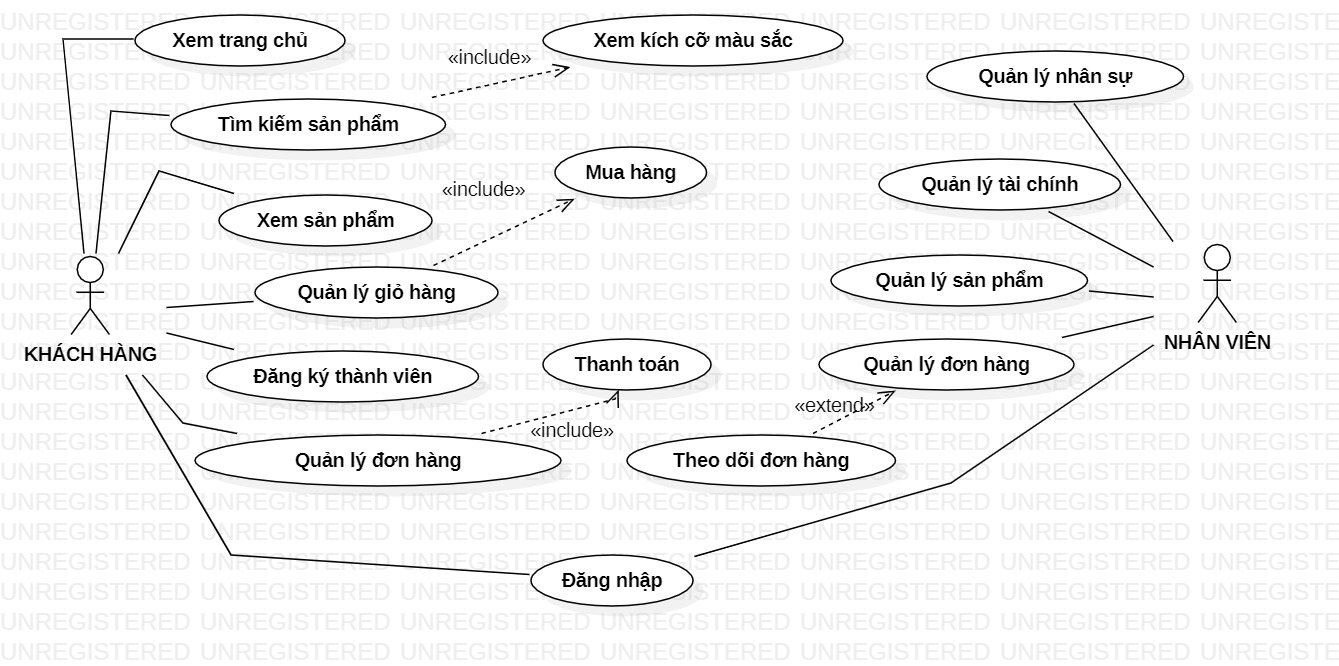 Xem trang chủ
«include»
Xem kích cỡ màu sắc
Quản lý nhân sự
Tìm kiếm sản phẩm
«include»
Mua hàng
Quản lý tài chính
Xem sản phẩm
Quản lý giỏ hàng
Quản lý sản phẩm
KHÁCH HÀNG
NHÂN VIÊN
Đăng ký thành viên
Thanh toán
Quản lý đơn hàng
«extend»
«include»
Quản lý đơn hàng
Theo dõi đơn hàng
Đăng nhập
UNREGISTERED